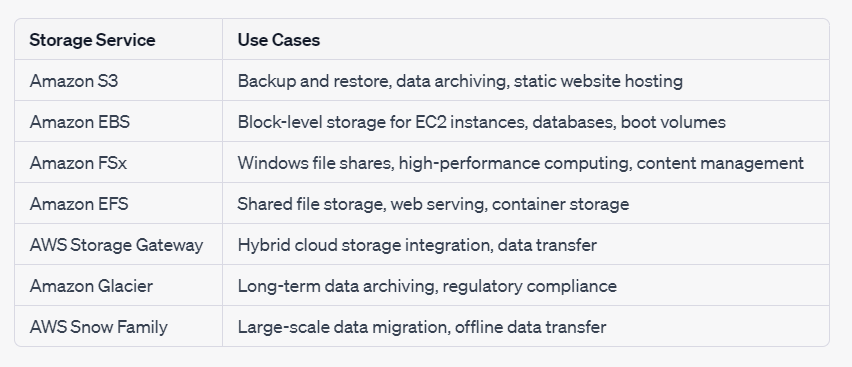 Storage Service Use Cases
Amazon S3 Backup and restore, data archiving, static website hosting
Amazon EBS Block-level storage for EC2 instances, databases, boot volumes
Amazon FSx Windows file shares, high-performance computing, content management
Amazon EFS Shared file storage, web serving, container storage
AWS Storage Gateway Hybrid cloud storage integration, data transfer
Amazon Glacier Long-term data archiving, regulatory compliance
AWS Snow Family Large-scale data migration, offline data transfer